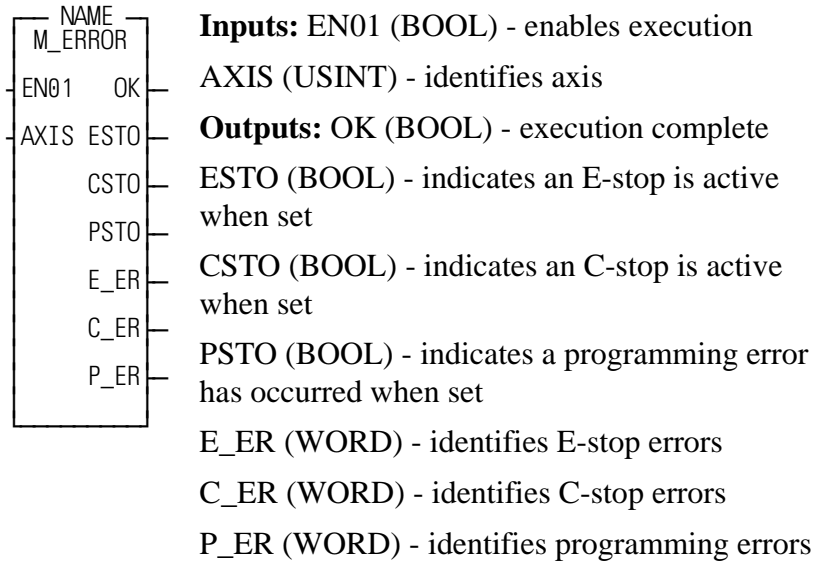 NAME
M_ERROR
EN01 OK
AXIS ESTO
CSTO
PSTO
E_ER
C_ER
P_ER
Inputs: EN01 (BOOL) - enables execution
AXIS (USINT) - identifies axis
Outputs: OK (BOOL) - execution complete
ESTO (BOOL) - indicates an E-stop is active
when set
CSTO (BOOL) - indicates an C-stop is active
when set
PSTO (BOOL) - indicates a programming error
has occurred when set
E_ER (WORD) - identifies E-stop errors
C_ER (WORD) - identifies C-stop errors
P_ER (WORD) - identifies programming errors